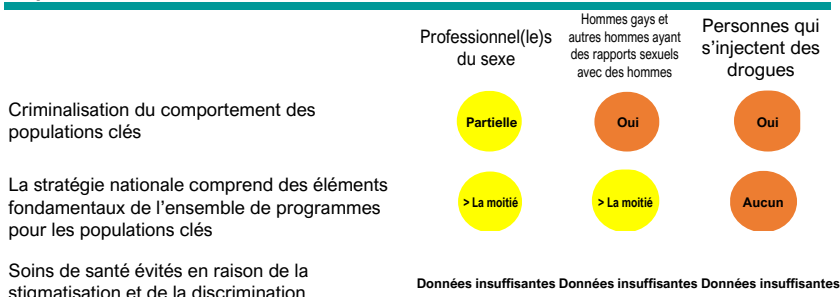 Professionnel(le)s
du sexe
Hommes gays et
autres hommes ayant
des rapports sexuels
avec des hommes
Personnes qui
s'injectent des
drogues
Criminalisation du comportement des
populations clés
Partielle
Oui
Oui
La stratégie nationale comprend des éléments
fondamentaux de l'ensemble de programmes
pour les populations clés
> La moitié
> La moitié
Aucun
Soins de santé évités en raison de la
stigmatisation et de la discrimination
Données insuffisantes Données insuffisantes Données insuffisantes